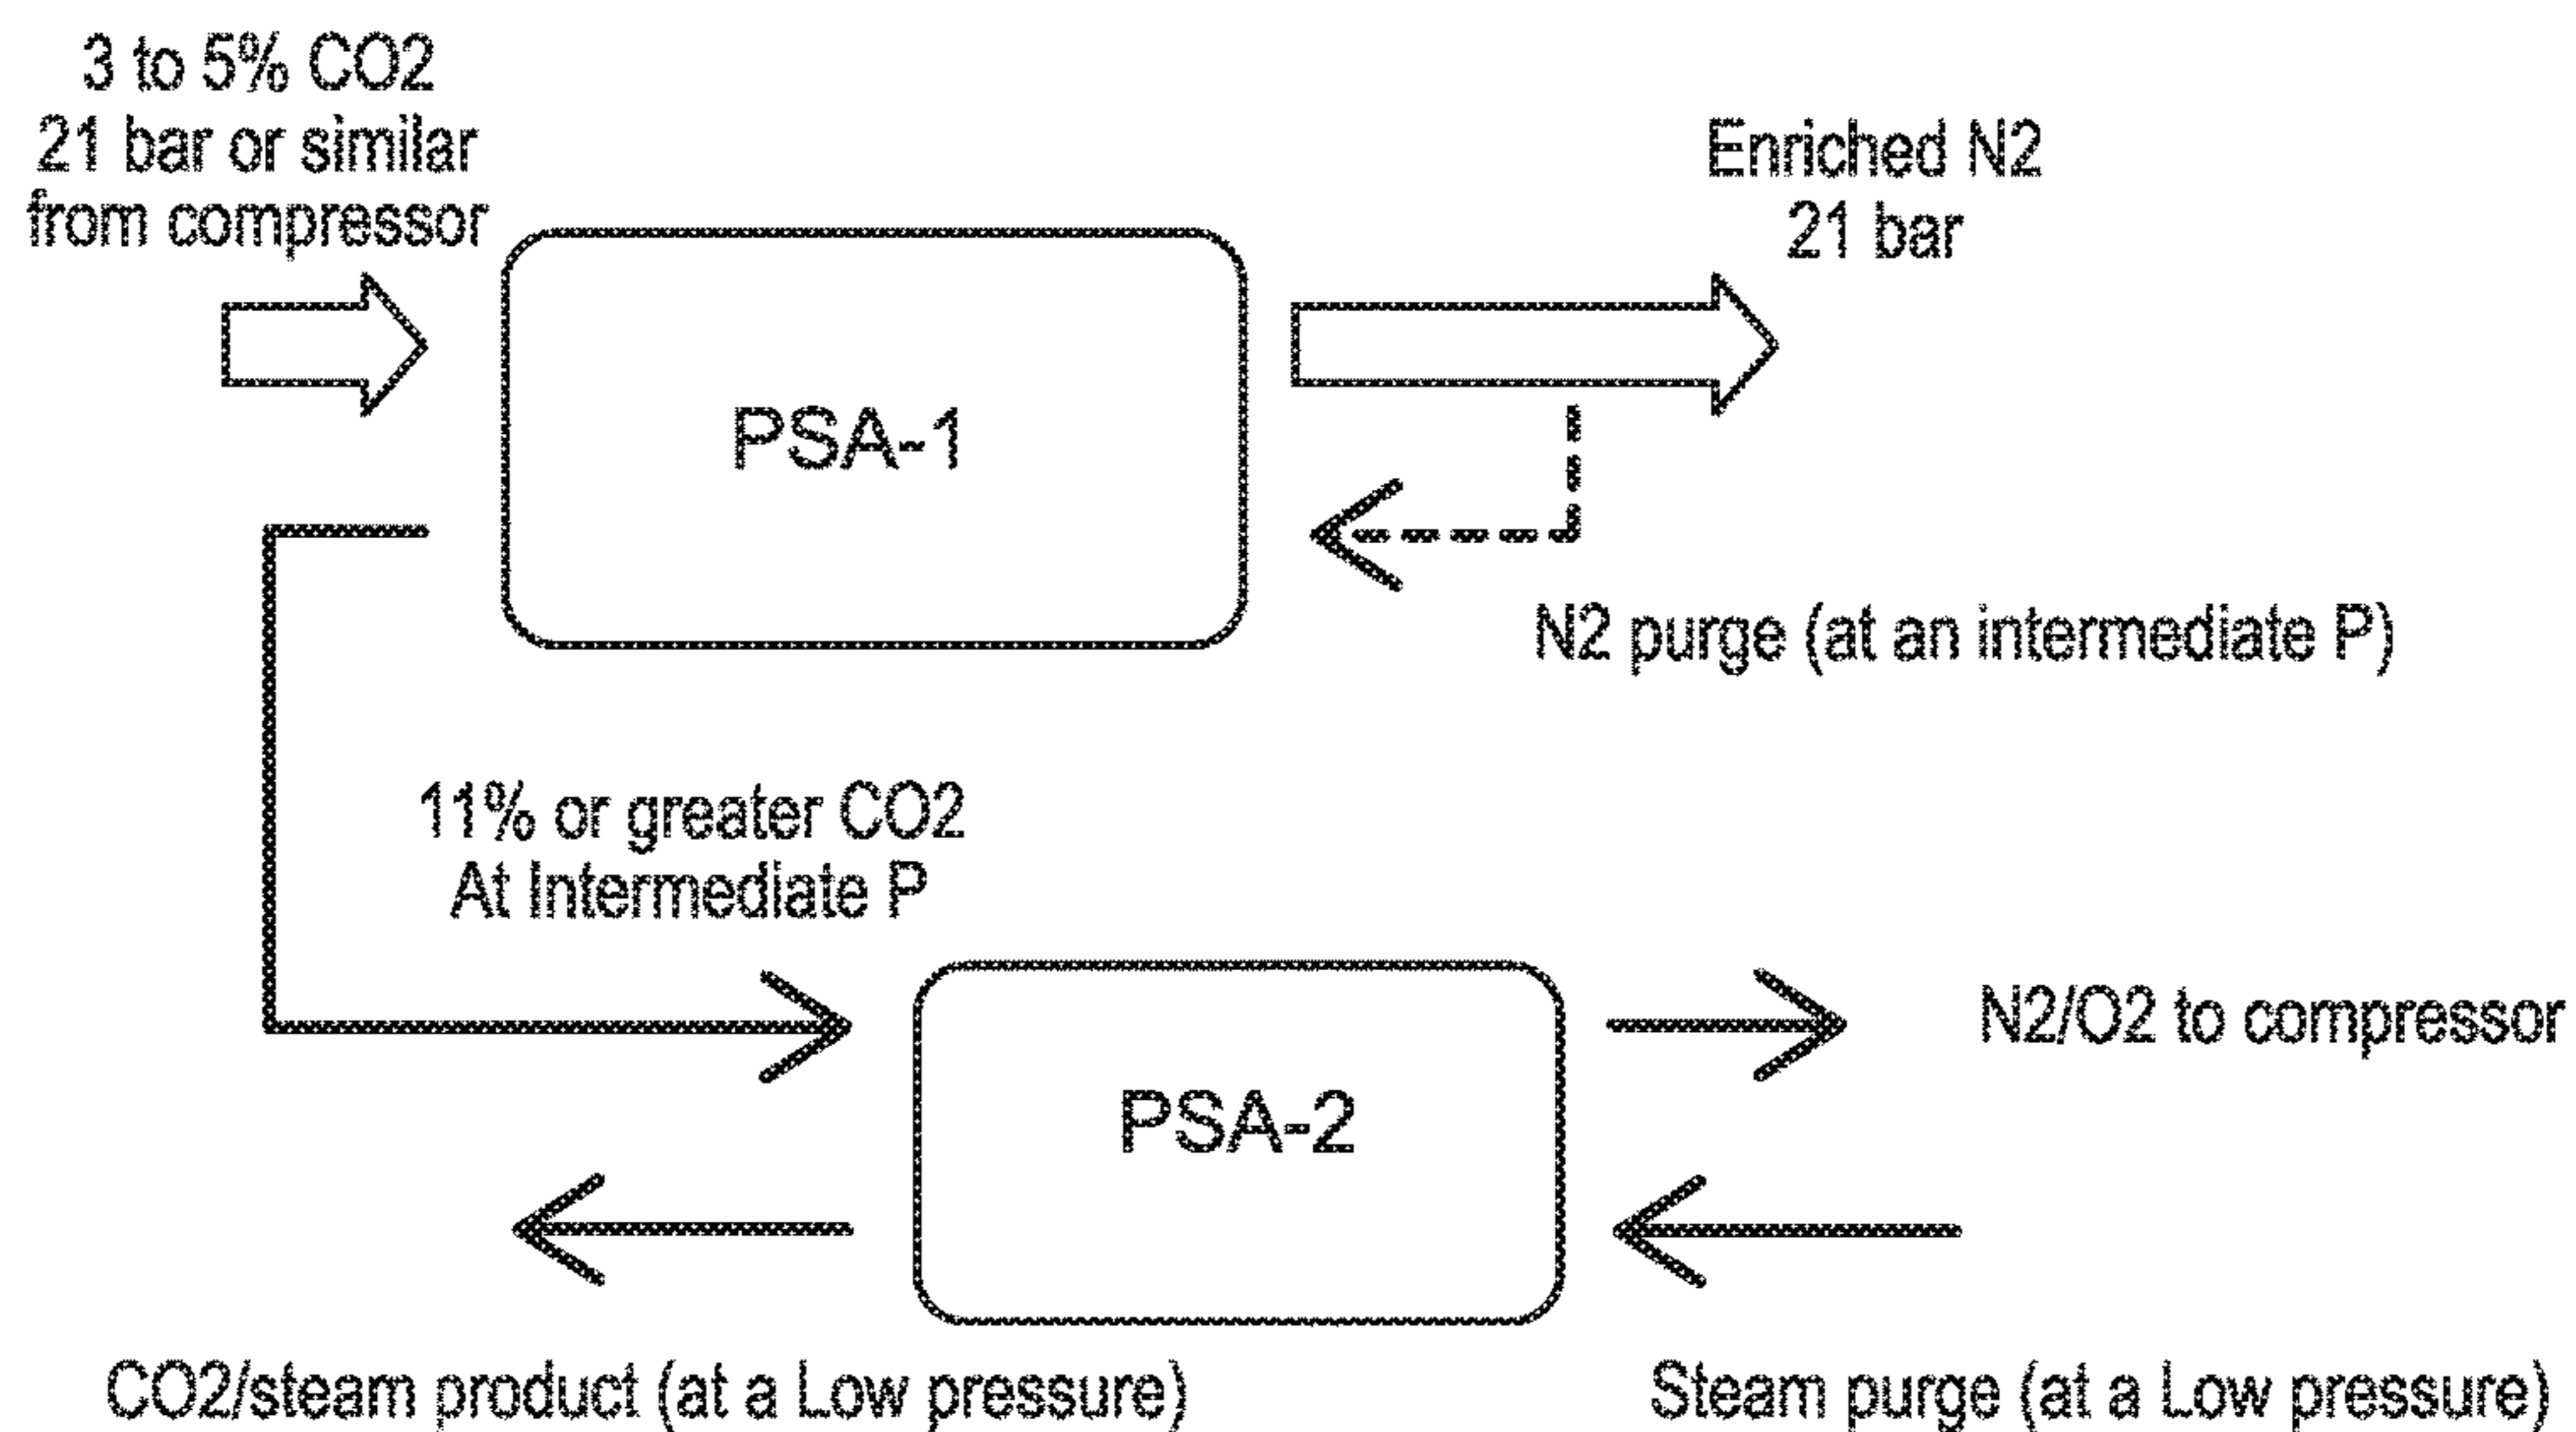 3 to 5% CO2
21 bar or similar
from compressor
Enriched N2
21 bar
PSA-1
N2 purge (at an intermediate P)
11% or greater CO2
At Intermediate P
PSA-2
N2/O2 to compressor
CO2/steam product (at a Low pressure)
Steam purge (at a Low pressure)